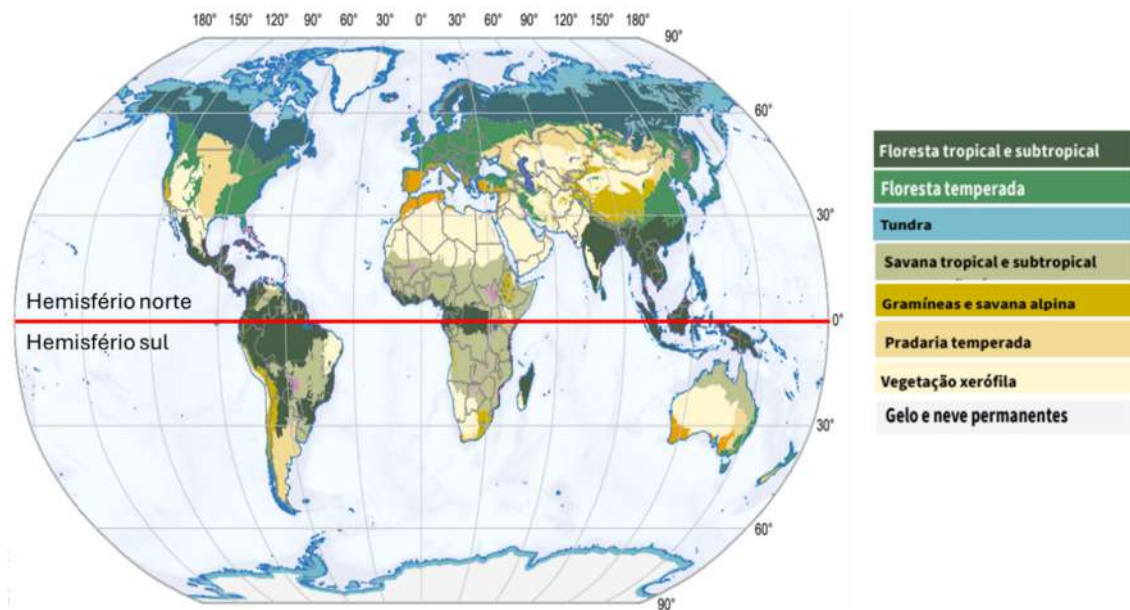 180° 150° 120° 90° 60° 30° 0° 30° 60° 90° 120° 150° 180°
90°
60°
30°
Hemisfério norte
0°
Hemisfério sul
30°
60°
90°
Floresta tropical e subtropical
Floresta temperada
Tundra
Savana tropical e subtropical
Gramíneas e savana alpina
Pradaria temperada
Vegetação xerófila
Gelo e neve permanentes